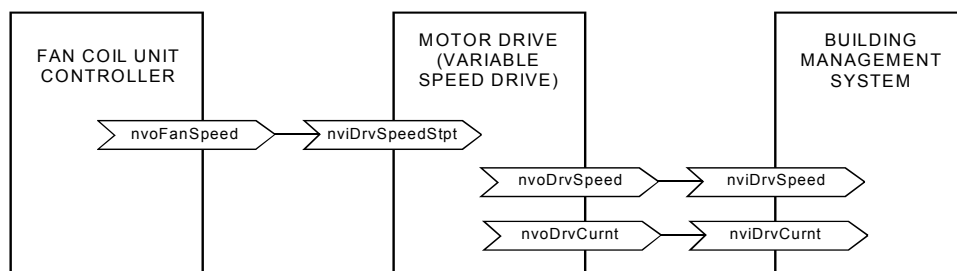 FAN COIL UNIT
CONTROLLER
MOTOR DRIVE
(VARIABLE
SPEED DRIVE)
BUILDING
MANAGEMENT
SYSTEM
nvoFanSpeed
nviDrvSpeedStpt
nvoDrvSpeed
nviDrvSpeed
nvoDrvCurnt
nviDrvCurnt